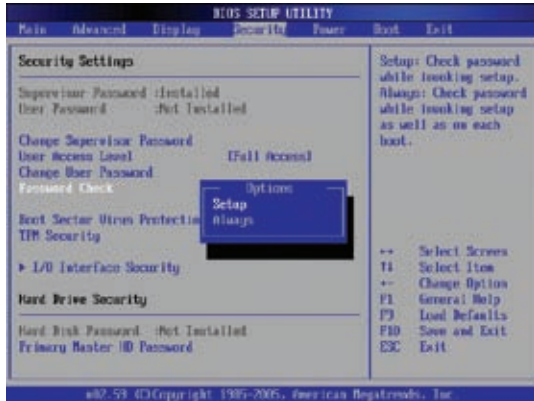 BIOS SETUP UTILITY
Main Advanced Display Security Power Boot Exit
Security Settings
Supervisor Password :Installed
User Password :Not Installed
Change Supervisor Password
User Access Level [Full Access]
Change User Password
Password Check
Boot Sector Virus Protectio
TPM Security
I/O Interface Security
Hard Drive Security
Hard Disk Password :Not Installed
Primary Master HD Password
Options
Setup
Always
Setup: Check password
while invoking setup.
Always: Check password
while invoking setup
as well as on each
boot.
↔ Select Screen
↑↓ Select Item
+- Change Option
F1 General Help
F9 Load Defaults
F10 Save and Exit
ESC Exit
v02.59 (C)Copyright 1985-2005, American Megatrends, Inc.